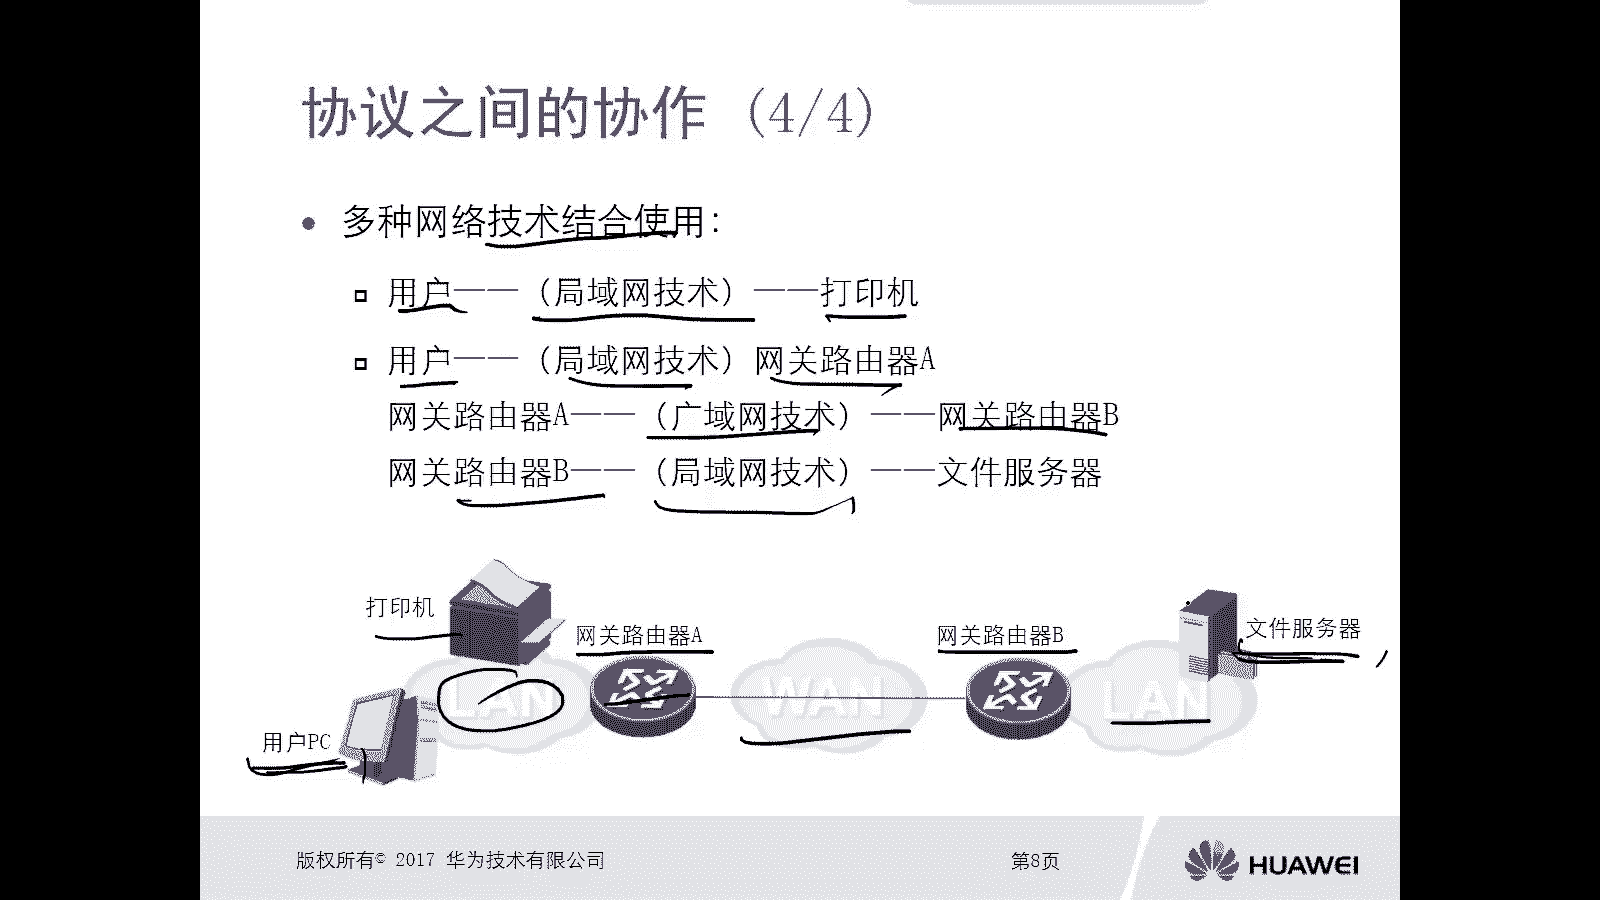 协议之间的协作 (4/4)
• 多种网络技术结合使用：
用户——（局域网技术）——打印机
用户——（局域网技术）网关路由器A
网关路由器A——（广域网技术）——网关路由器B
网关路由器B——（局域网技术）——文件服务器
打印机
网关路由器A
网关路由器B
文件服务器
LAN
WAN
LAN
用户PC
版权所有© 2017 华为技术有限公司
第8页
HUAWEI